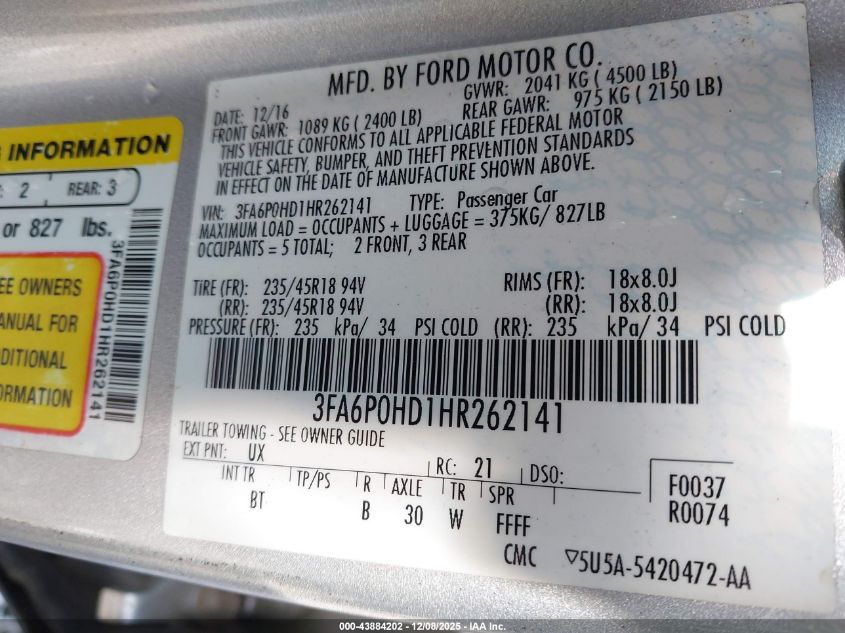 MFD. BY FORD MOTOR CO.
DATE: 12/16 GVWR: 2041 KG ( 4500 LB)
FRONT GAWR: 1089 KG ( 2400 LB) REAR GAWR: 975 KG ( 2150 LB)
THIS VEHICLE CONFORMS TO ALL APPLICABLE FEDERAL MOTOR
VEHICLE SAFETY, BUMPER, AND THEFT PREVENTION STANDARDS
IN EFFECT ON THE DATE OF MANUFACTURE SHOWN ABOVE.
VIN: 3FA6P0HD1HR262141 TYPE: Passenger Car
MAXIMUM LOAD = OCCUPANTS + LUGGAGE = 375KG/ 827LB
OCCUPANTS = 5 TOTAL; 2 FRONT, 3 REAR
TIRE (FR): 235/45R18 94V RIMS (FR): 18x8.0J
(RR): 235/45R18 94V (RR): 18x8.0J
PRESSURE (FR): 235 kPa/ 34 PSI COLD (RR): 235 kPa/ 34 PSI COLD
3FA6P0HD1HR262141
TRAILER TOWING - SEE OWNER GUIDE
EXT PNT: UX RC: 21 DSO:
INT TR TP/PS R AXLE TR SPR
BT B 30 W FFFF
F0037
R0074
CMC ▽5U5A-5420472-AA
INFORMATION
2 REAR: 3
or 827 lbs.
3FA6P0HD1HR262141
EE OWNERS
ANUAL FOR
DDITIONAL
ORMATION
000-43884202 - 12/08/2025 - IAA Inc.